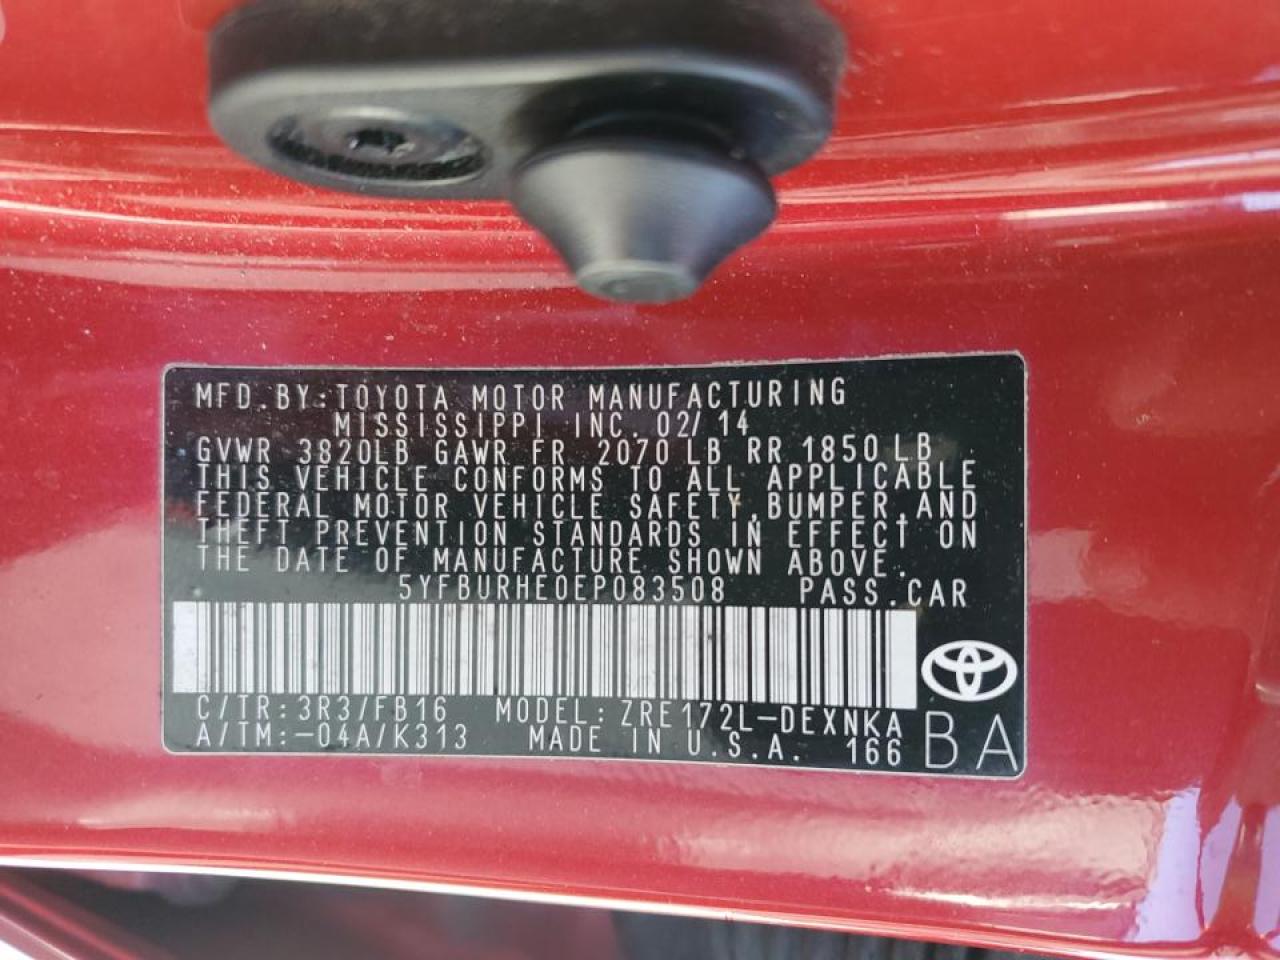 MFD.BY:TOYOTA MOTOR MANUFACTURING
MISSISSIPPI INC. 02/14
GVWR 3820LB GAWR FR 2070 LB RR 1850 LB
THIS VEHICLE CONFORMS TO ALL APPLICABLE
FEDERAL MOTOR VEHICLE SAFETY,BUMPER,AND
THEFT PREVENTION STANDARDS IN EFFECT ON
THE DATE OF MANUFACTURE SHOWN ABOVE.
5YFBURHE0EP083508 PASS.CAR
C/TR:3R3/FB16 MODEL:ZRE172L-DEXNKA
A/TM:-04A/K313 MADE IN U.S.A. 166 BA